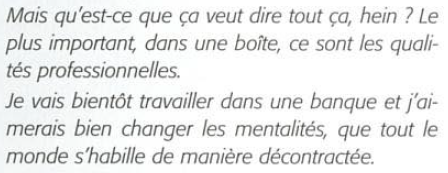 Mais qu'est-ce que ça veut dire tout ça, hein ? Le
plus important, dans une boîte, ce sont les quali-
tés professionnelles.
Je vais bientôt travailler dans une banque et j'ai-
merais bien changer les mentalités, que tout le
monde s'habille de manière décontractée.